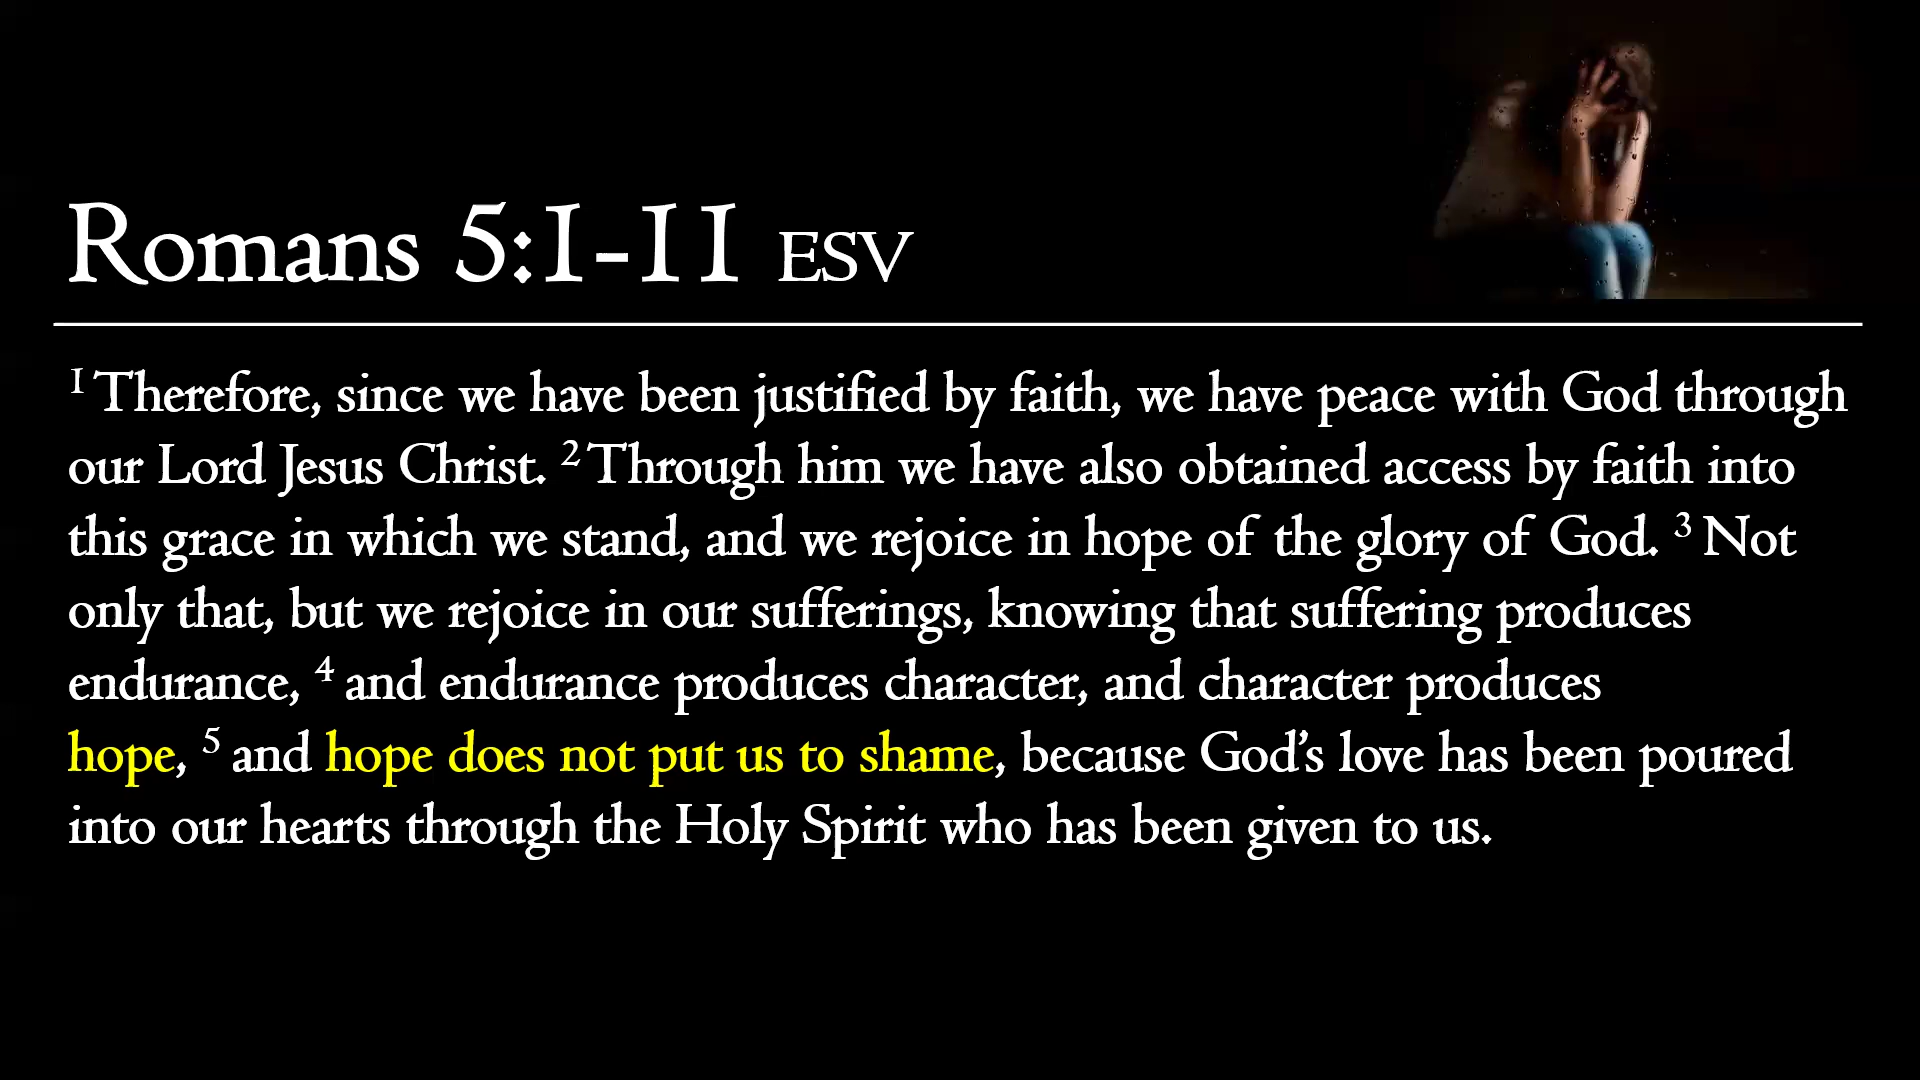 Romans 5:1-11 ESV
1 Therefore, since we have been justified by faith, we have peace with God through
our Lord Jesus Christ. 2 Through him we have also obtained access by faith into
this grace in which we stand, and we rejoice in hope of the glory of God. 3 Not
only that, but we rejoice in our sufferings, knowing that suffering produces
endurance, 4 and endurance produces character, and character produces
hope, 5 and hope does not put us to shame, because God’s love has been poured
into our hearts through the Holy Spirit who has been given to us.